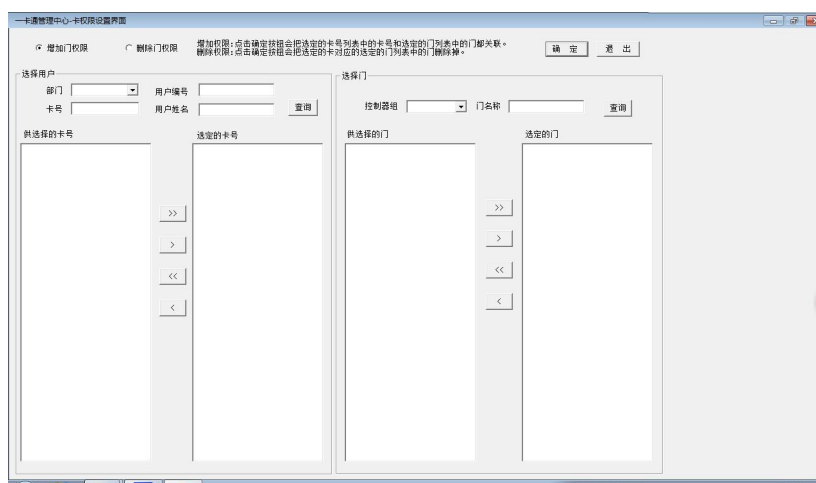 一卡通管理中心-卡权限设置界面
增加门权限
删除门权限
增加权限:点击确定按钮会把选定的卡号列表中的卡号和选定的门列表中的门都关联。
删除权限:点击确定按钮会把选定的卡对应的选定的门列表中的门删除掉。
确 定
退 出
选择用户
部门
用户编号
卡号
用户姓名
查询
供选择的卡号
选定的卡号
>>
>
<<
<
选择门
控制器组
门名称
查询
供选择的门
选定的门
>>
>
<<
<